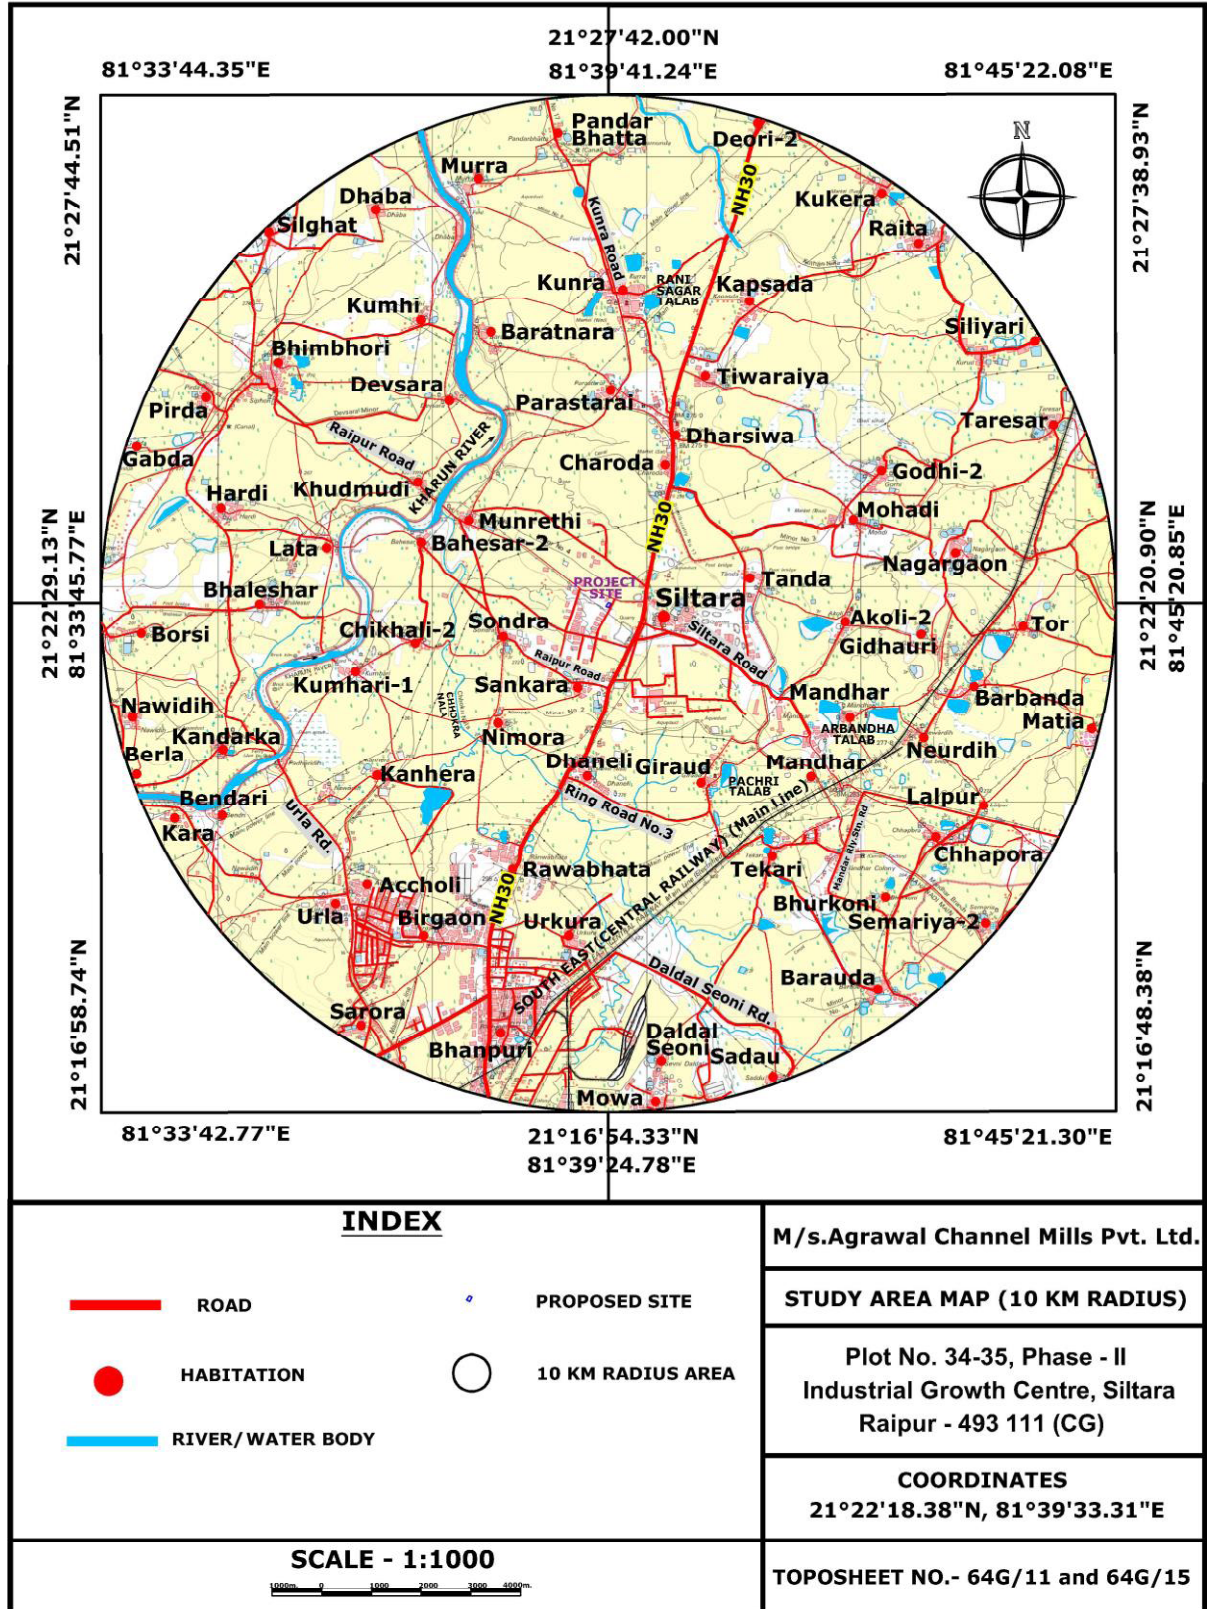 21°27'42.00"N
81°33'44.35"E
81°39'41.24"E
81°45'22.08"E
21°27'44.51"N
21°27'38.93"N
N
Pandar
Bhatta
Deori-2
Murra
NH30
Kukera
Dhaba
Silghat
Kunra Road
Raita
Kunra
RANI
SAGAR
TALAB
Kapsada
Kumhi
Baratnara
Siliyari
Bhimbhori
Devsara
Tiwaraiya
Pirda
Parastarai
Taresar
Raipur Road
KHARUN RIVER
Dharsiwa
Gabda
Charoda
Godhi-2
Hardi
Khudmudi
Munrethi
Mohadi
NH30
Lata
Bahesar-2
Nagargaon
21°22'29.13"N
81°33'45.77"E
21°22'20.90"N
81°45'20.85"E
PROJECT
SITE
Tanda
Bhaleshar
Siltara
Akoli-2
Tor
Borsi
Chikhali-2
Sondra
Siltara Road
Gidhauri
Raipur Road
Kumhari-1
Sankara
Mandhar
Barbanda
Nawidih
CHHOKRA
Matia
Kandarka
Nimora
ARBANDHA
TALAB
Neurdih
Berla
Kanhera
Dhaneli
Giraud
Mandhar
PACHRI
TALAB
Bendari
Ring Road No.3
Lalpur
Kara
Urla Rd.
SOUTH EAST(CENTRAL RAILWAY) (Main Line)
Mandar Rly.Stn. Rd
Chhapora
Rawabhata
Tekari
Accholi
NH30
Bhurkoni
Urla
Birgaon
Urkura
Semariya-2
Daldal Seoni Rd.
Barauda
Sarora
Bhanpuri
Daldal
Seoni
Sadau
Mowa
21°16'58.74"N
21°16'48.38"N
81°33'42.77"E
21°16'54.33"N
81°39'24.78"E
81°45'21.30"E
INDEX
ROAD
PROPOSED SITE
HABITATION
10 KM RADIUS AREA
RIVER/WATER BODY
SCALE - 1:1000
1000m. 0 1000 2000 3000 4000m.
M/s.Agrawal Channel Mills Pvt. Ltd.
STUDY AREA MAP (10 KM RADIUS)
Plot No. 34-35, Phase - II
Industrial Growth Centre, Siltara
Raipur - 493 111 (CG)
COORDINATES
21°22'18.38"N, 81°39'33.31"E
TOPOSHEET NO.- 64G/11 and 64G/15